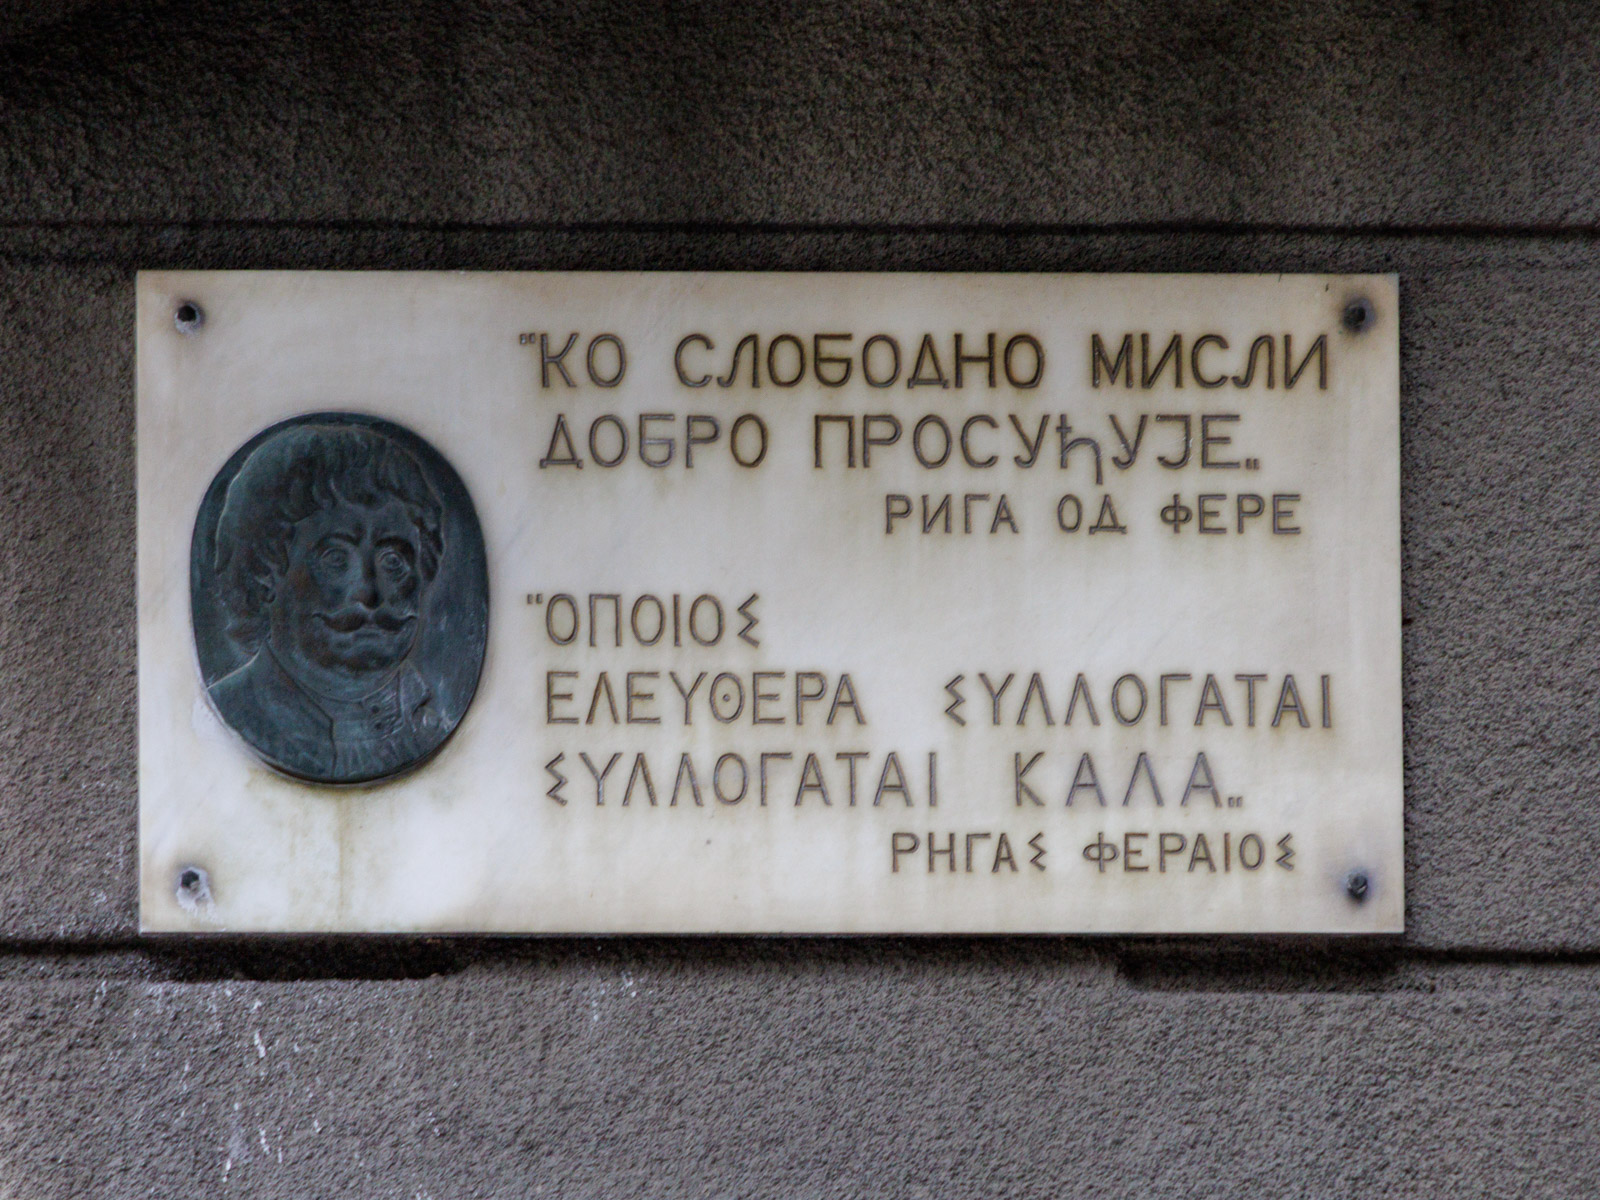 "КО СЛОБОДНО МИСЛИ
ДОБРО ПРОСУЂУЈЕ„
РИГА ОД ФЕРЕ
"ΟΠΟΙΟΣ
ΕΛΕΥΘΕΡΑ ΣΥΛΛΟΓΑΤΑΙ
ΣΥΛΛΟΓΑΤΑΙ ΚΑΛΑ„
ΡΗΓΑΣ ΦΕΡΑΙΟΣ